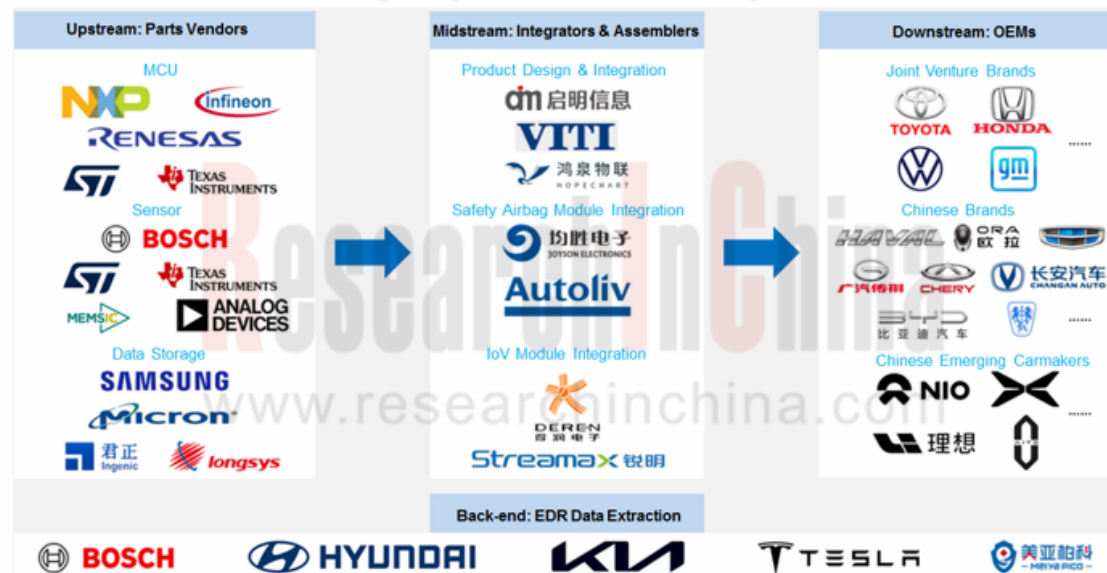 Upstream: Parts Vendors
MCU
NXP
infineon
RENESAS
ST
TEXAS
INSTRUMENTS
Sensor
BOSCH
ST
TEXAS
INSTRUMENTS
MEMSIC
ANALOG
DEVICES
Data Storage
SAMSUNG
Micron
君正
Ingenic
longsys
Midstream: Integrators & Assemblers
Product Design & Integration
启明信息
VITI
鸿泉物联
HOPECHART
Safety Airbag Module Integration
均胜电子
JOYSON ELECTRONICS
Autoliv
IoV Module Integration
DEREN
得润电子
Streamax 锐明
Downstream: OEMs
Joint Venture Brands
TOYOTA
HONDA
......
gm
Chinese Brands
HAVAL
ORA
欧拉
广汽传祺
CHERY
长安汽车
CHANGAN AUTO
BYD
比亚迪汽车
......
Chinese Emerging Carmakers
NIO
......
理想
Back-end: EDR Data Extraction
BOSCH
HYUNDAI
KIA
TESLA
美亚柏科
MEIYA PICO
ResearchInChina
www.researchinchina.com